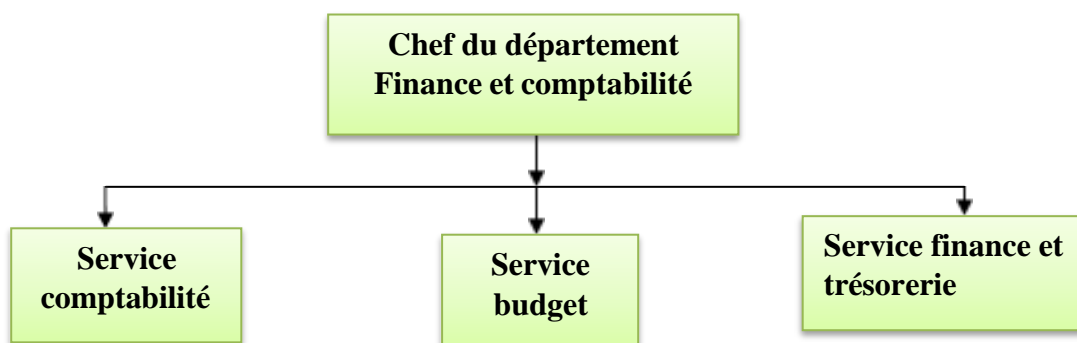 Chef du département
Finance et comptabilité
Service
comptabilité
Service
budget
Service finance et
trésorerie